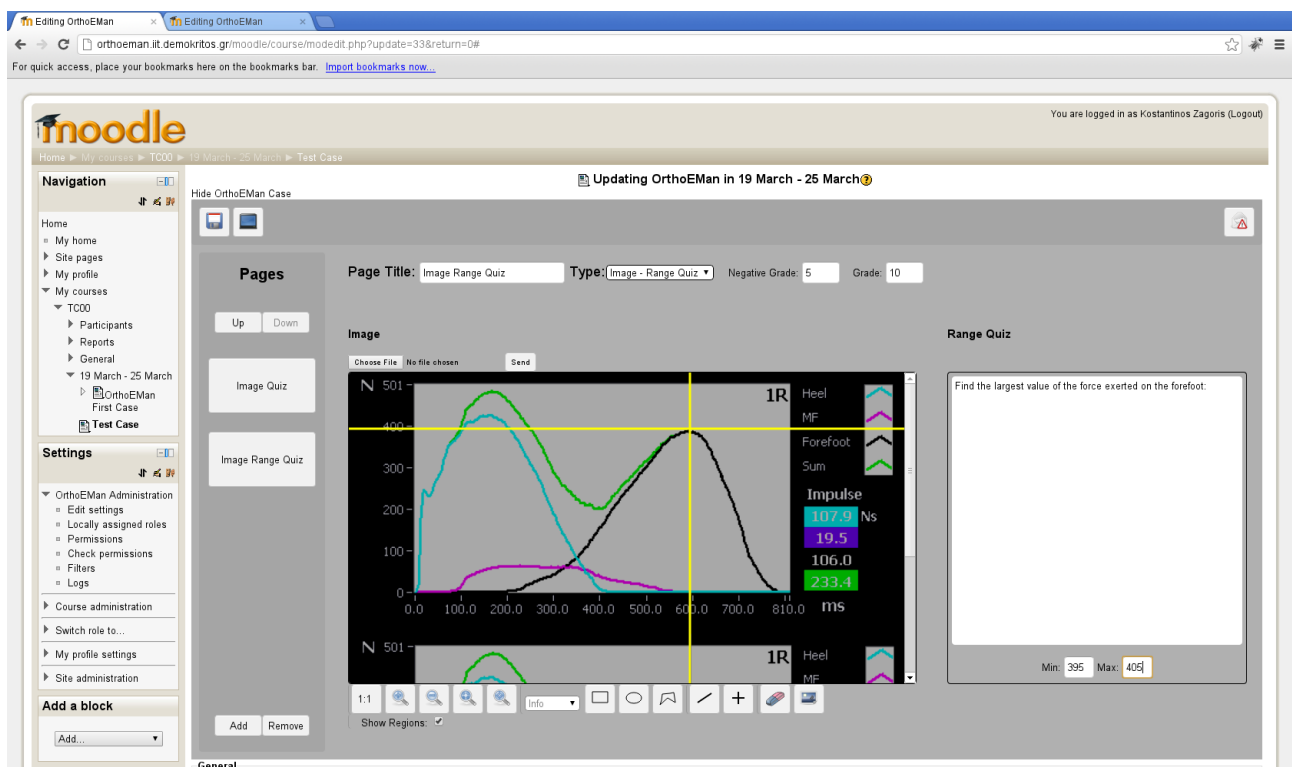 Editing OrthoEMan
Editing OrthoEMan
orthoeman.iit.demokritos.gr/moodle/course/modedit.php?update=33&return=0#
For quick access, place your bookmarks here on the bookmarks bar. Import bookmarks now...
moodle
You are logged in as Kostantinos Zagoris (Logout)
Home ► My courses ► TC00 ► 19 March - 25 March ► Test Case
Navigation
Home
My home
Site pages
My profile
My courses
TC00
Participants
Reports
General
19 March - 25 March
OrthoEMan
First Case
Test Case
Settings
OrthoEMan Administration
Edit settings
Locally assigned roles
Permissions
Check permissions
Filters
Logs
Course administration
Switch role to...
My profile settings
Site administration
Add a block
Add...
Updating OrthoEMan in 19 March - 25 March
Hide OrthoEMan Case
Pages
Up Down
Image Quiz
Image Range Quiz
Add Remove
Page Title: Image Range Quiz Type: Image - Range Quiz Negative Grade: 5 Grade: 10
Image
Choose File No file chosen Send
N 501
400
300
200
100
0
0.0 100.0 200.0 300.0 400.0 500.0 600.0 700.0 810.0 ms
1R
Heel
MF
Forefoot
Sum
Impulse
107.9 Ns
19.5
106.0
233.4
N 501
1R
Heel
MF
1:1 Info
Show Regions:
Range Quiz
Find the largest value of the force exerted on the forefoot:
Min: 395 Max: 405
General